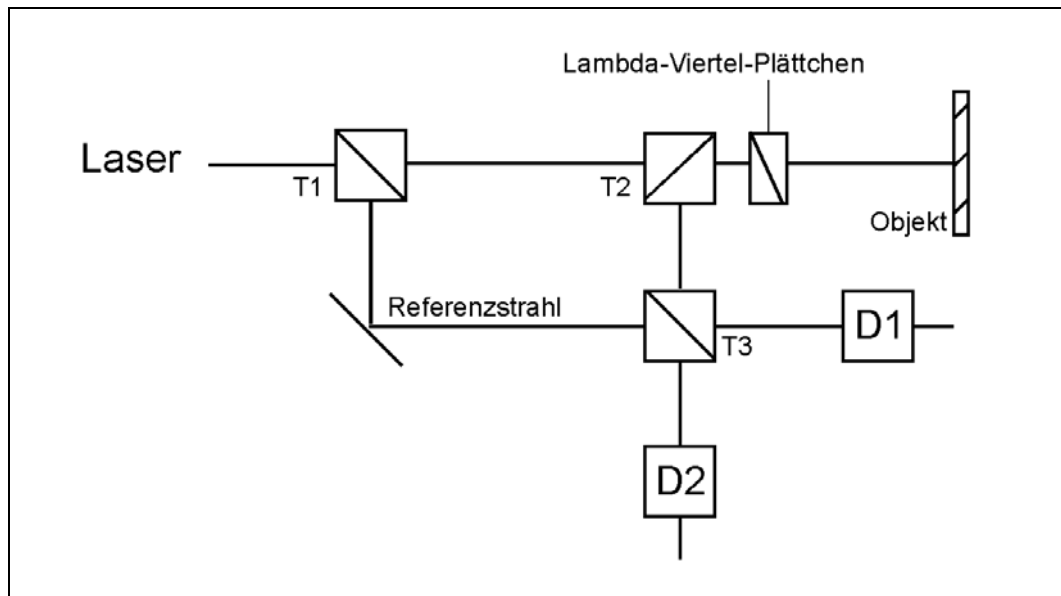 Lambda-Viertel-Plättchen
Laser
T1
T2
Objekt
Referenzstrahl
T3
D1
D2